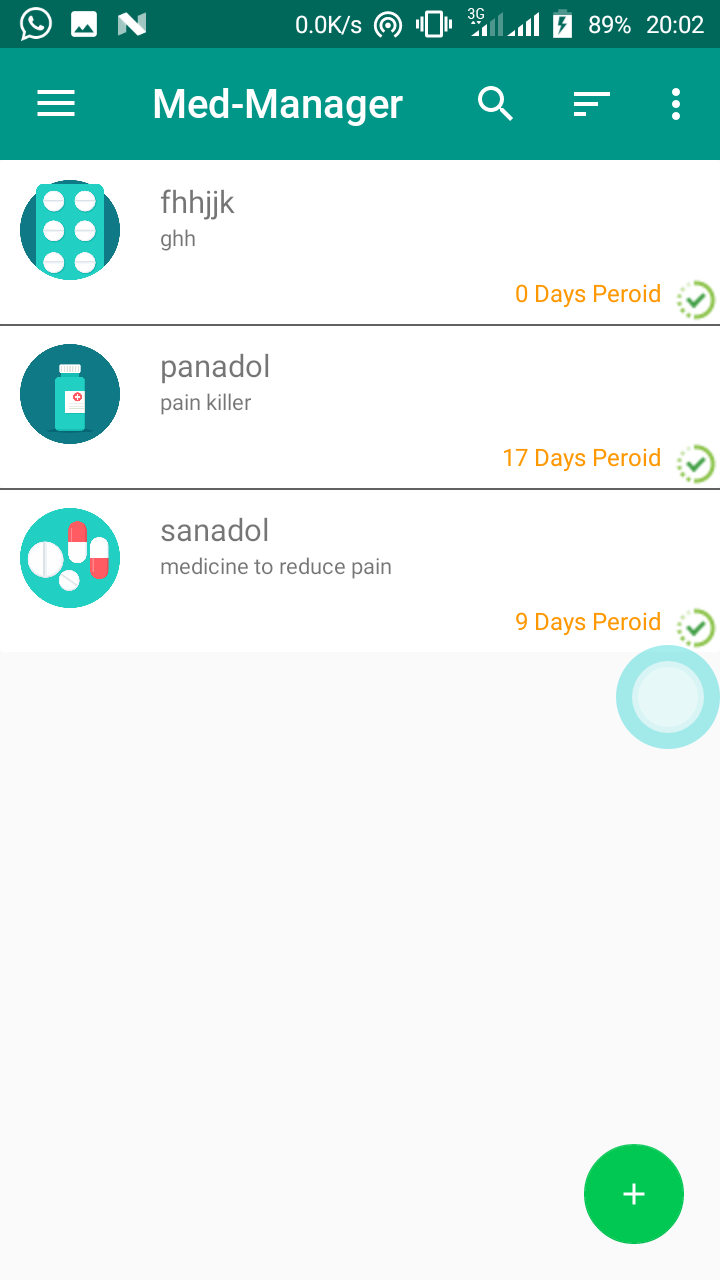 0.0K/s 3G 89% 20:02
Med-Manager
fhhjjk
ghh
0 Days Peroid
panadol
pain killer
17 Days Peroid
sanadol
medicine to reduce pain
9 Days Peroid
+